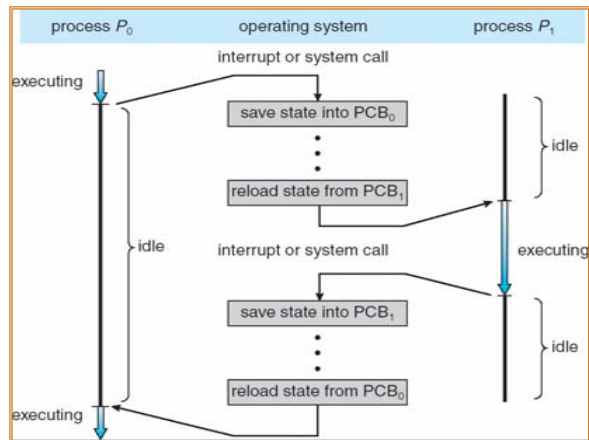 process P₀
operating system
process P₁
interrupt or system call
executing
save state into PCB₀
idle
reload state from PCB₁
idle
interrupt or system call
executing
save state into PCB₁
idle
reload state from PCB₀
executing